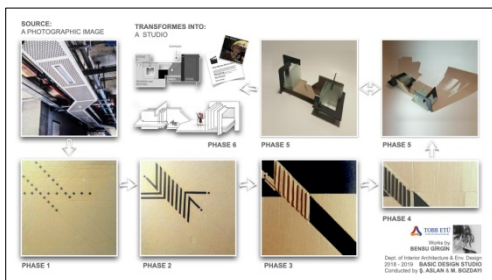 SOURCE:
A PHOTOGRAPHIC IMAGE
TRANSFORMES INTO:
A STUDIO
PHASE 6
PHASE 5
PHASE 5
PHASE 1
PHASE 2
PHASE 3
PHASE 4
TOBB ETÜ
Works by
BENSU GİRGİN
Dept. of Interior Architecture & Env. Design
2018 - 2019 BASIC DESIGN STUDIO
Conducted by Ş. ASLAN & M. BOZDAYI